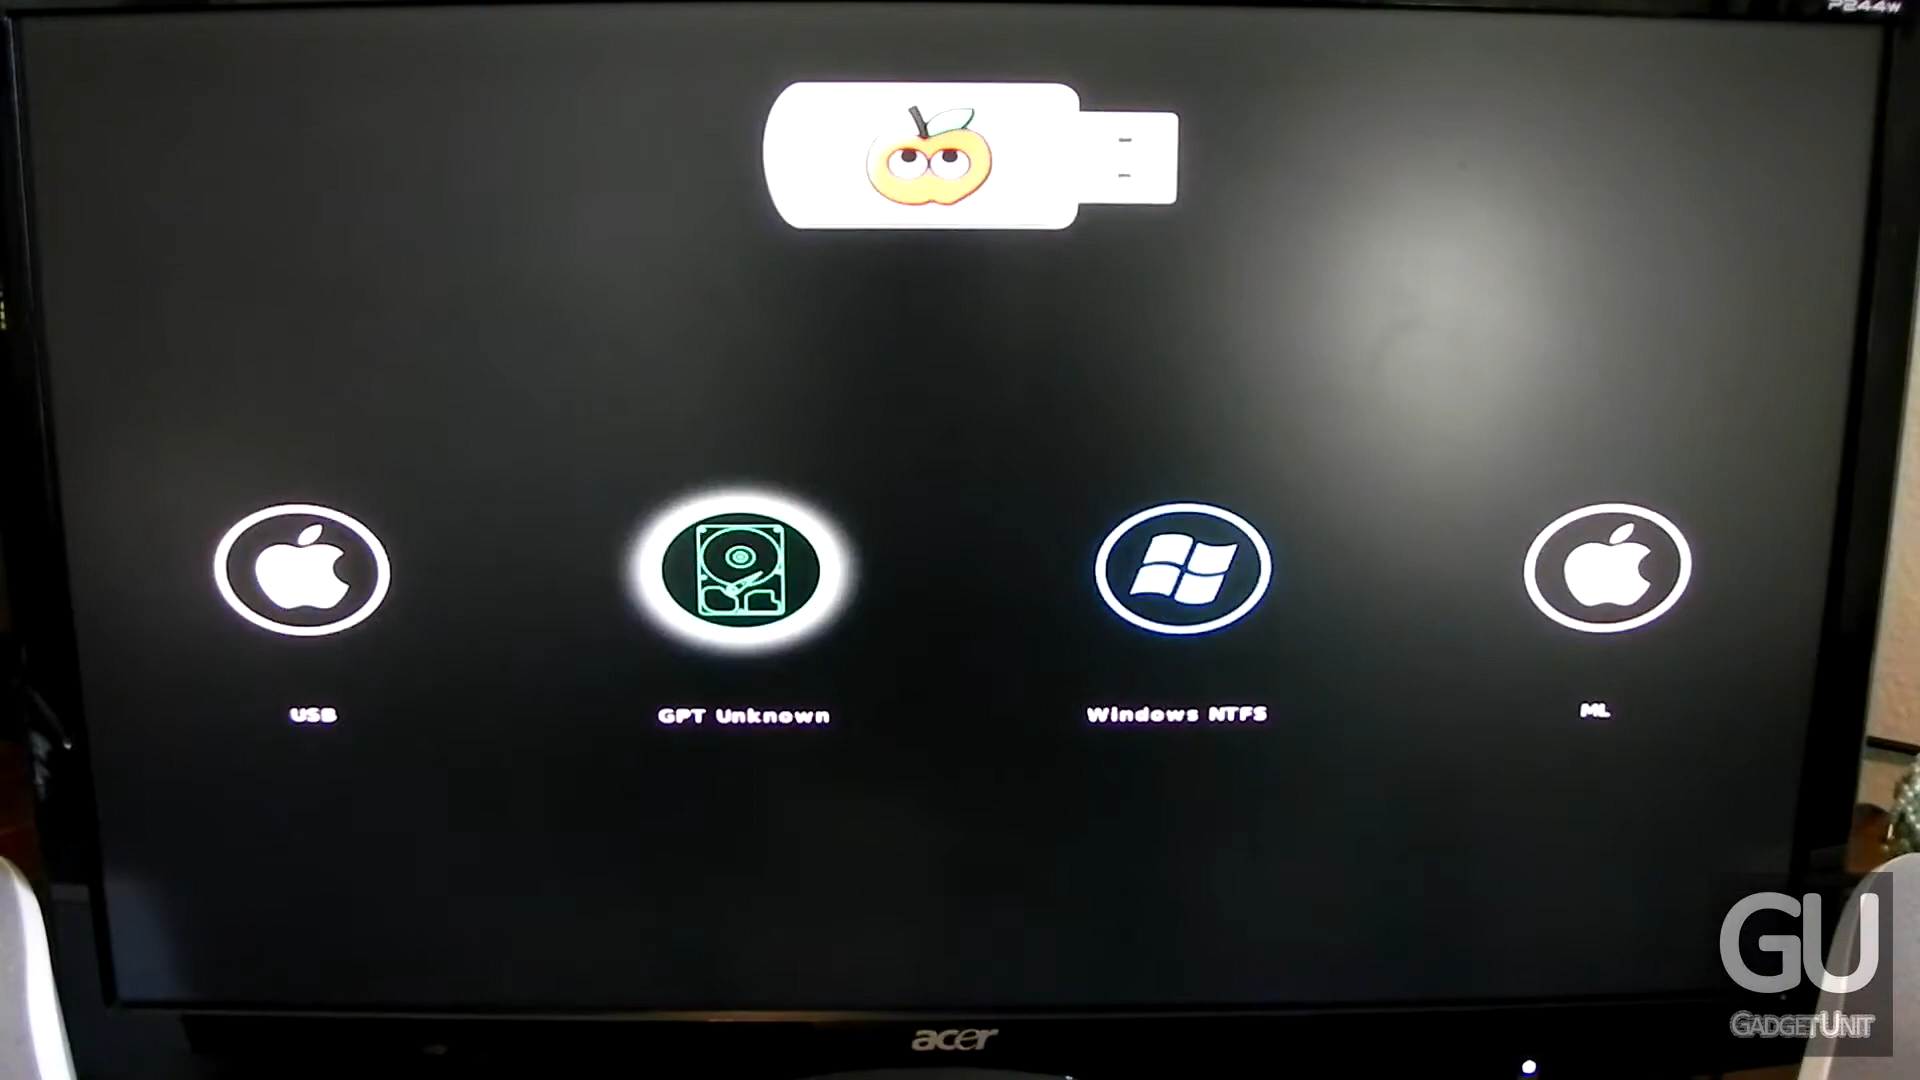 P244w
USB
GPT Unknown
Windows NTFS
ML
GU
GADGETUNIT
acer